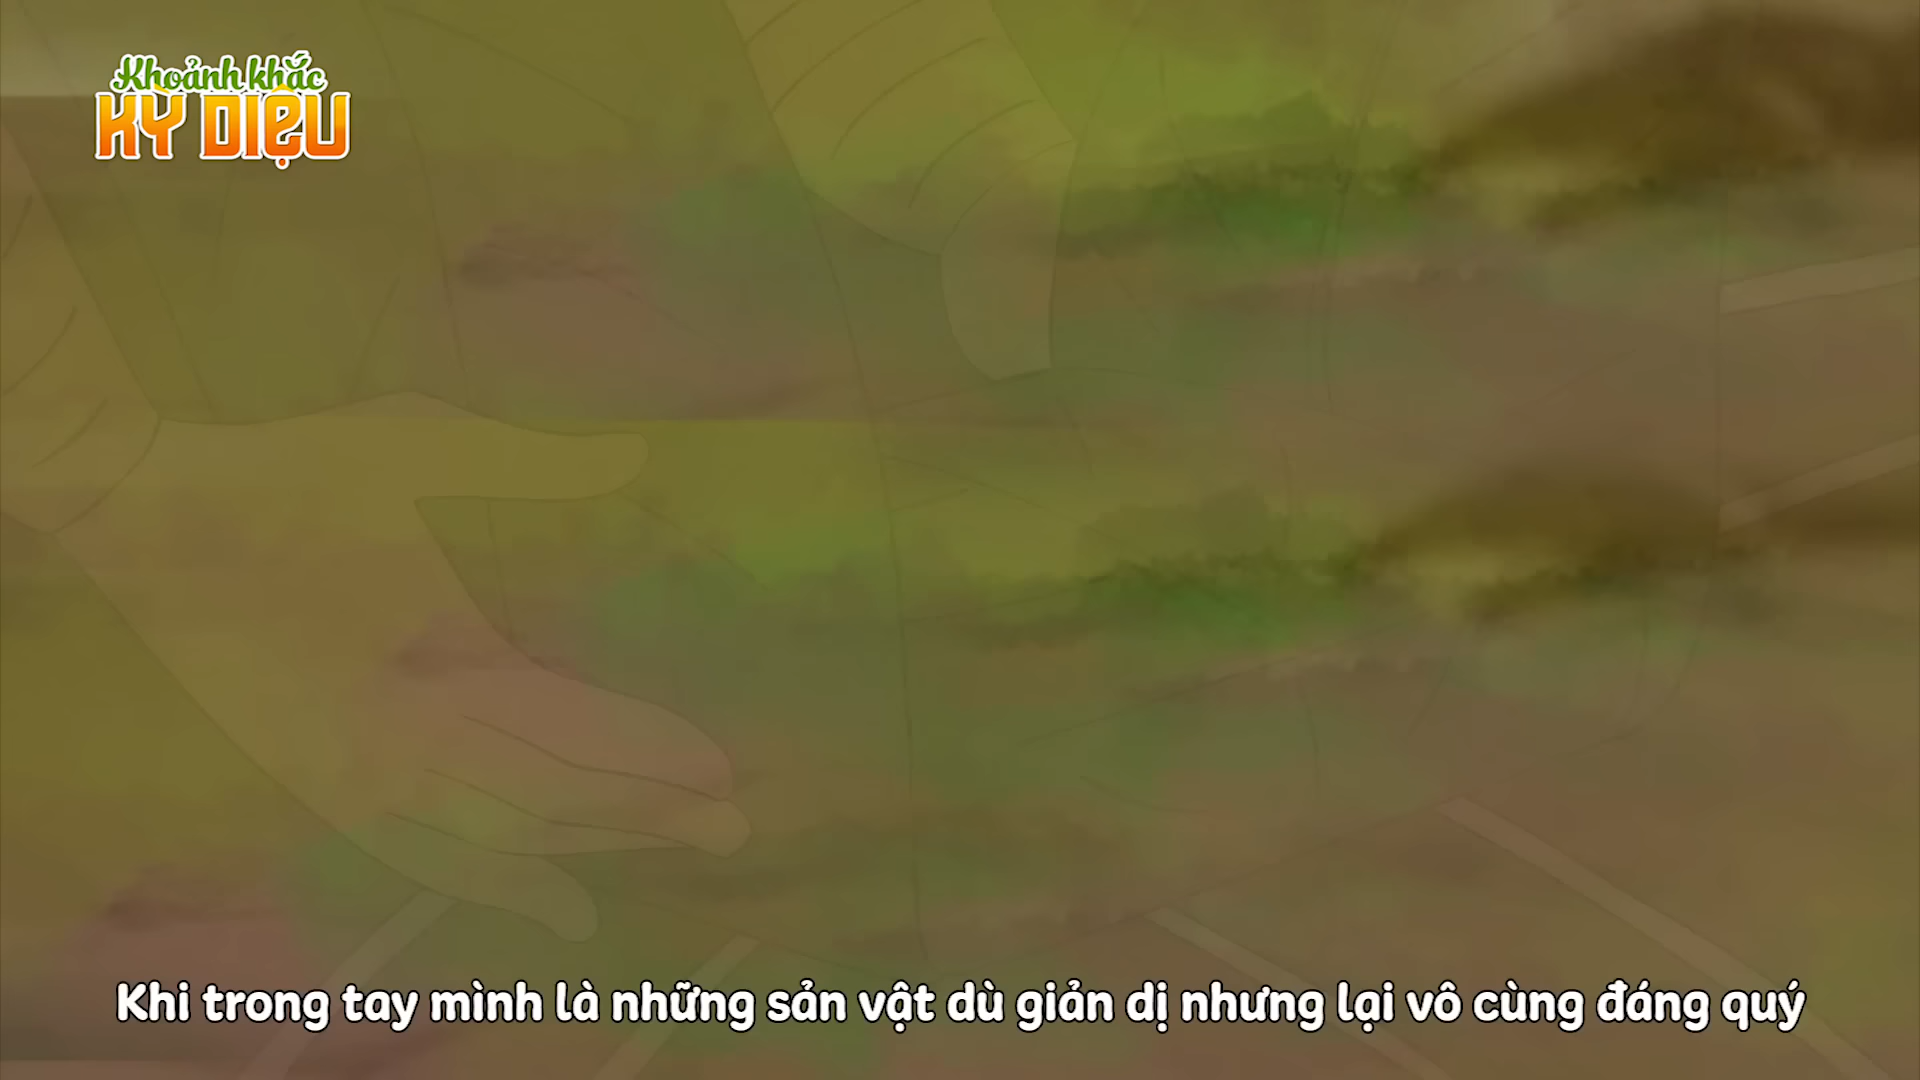 Khoảnh khắc
KỲ DIỆU
Khi trong tay mình là những sản vật dù giản dị nhưng lại vô cùng đáng quý